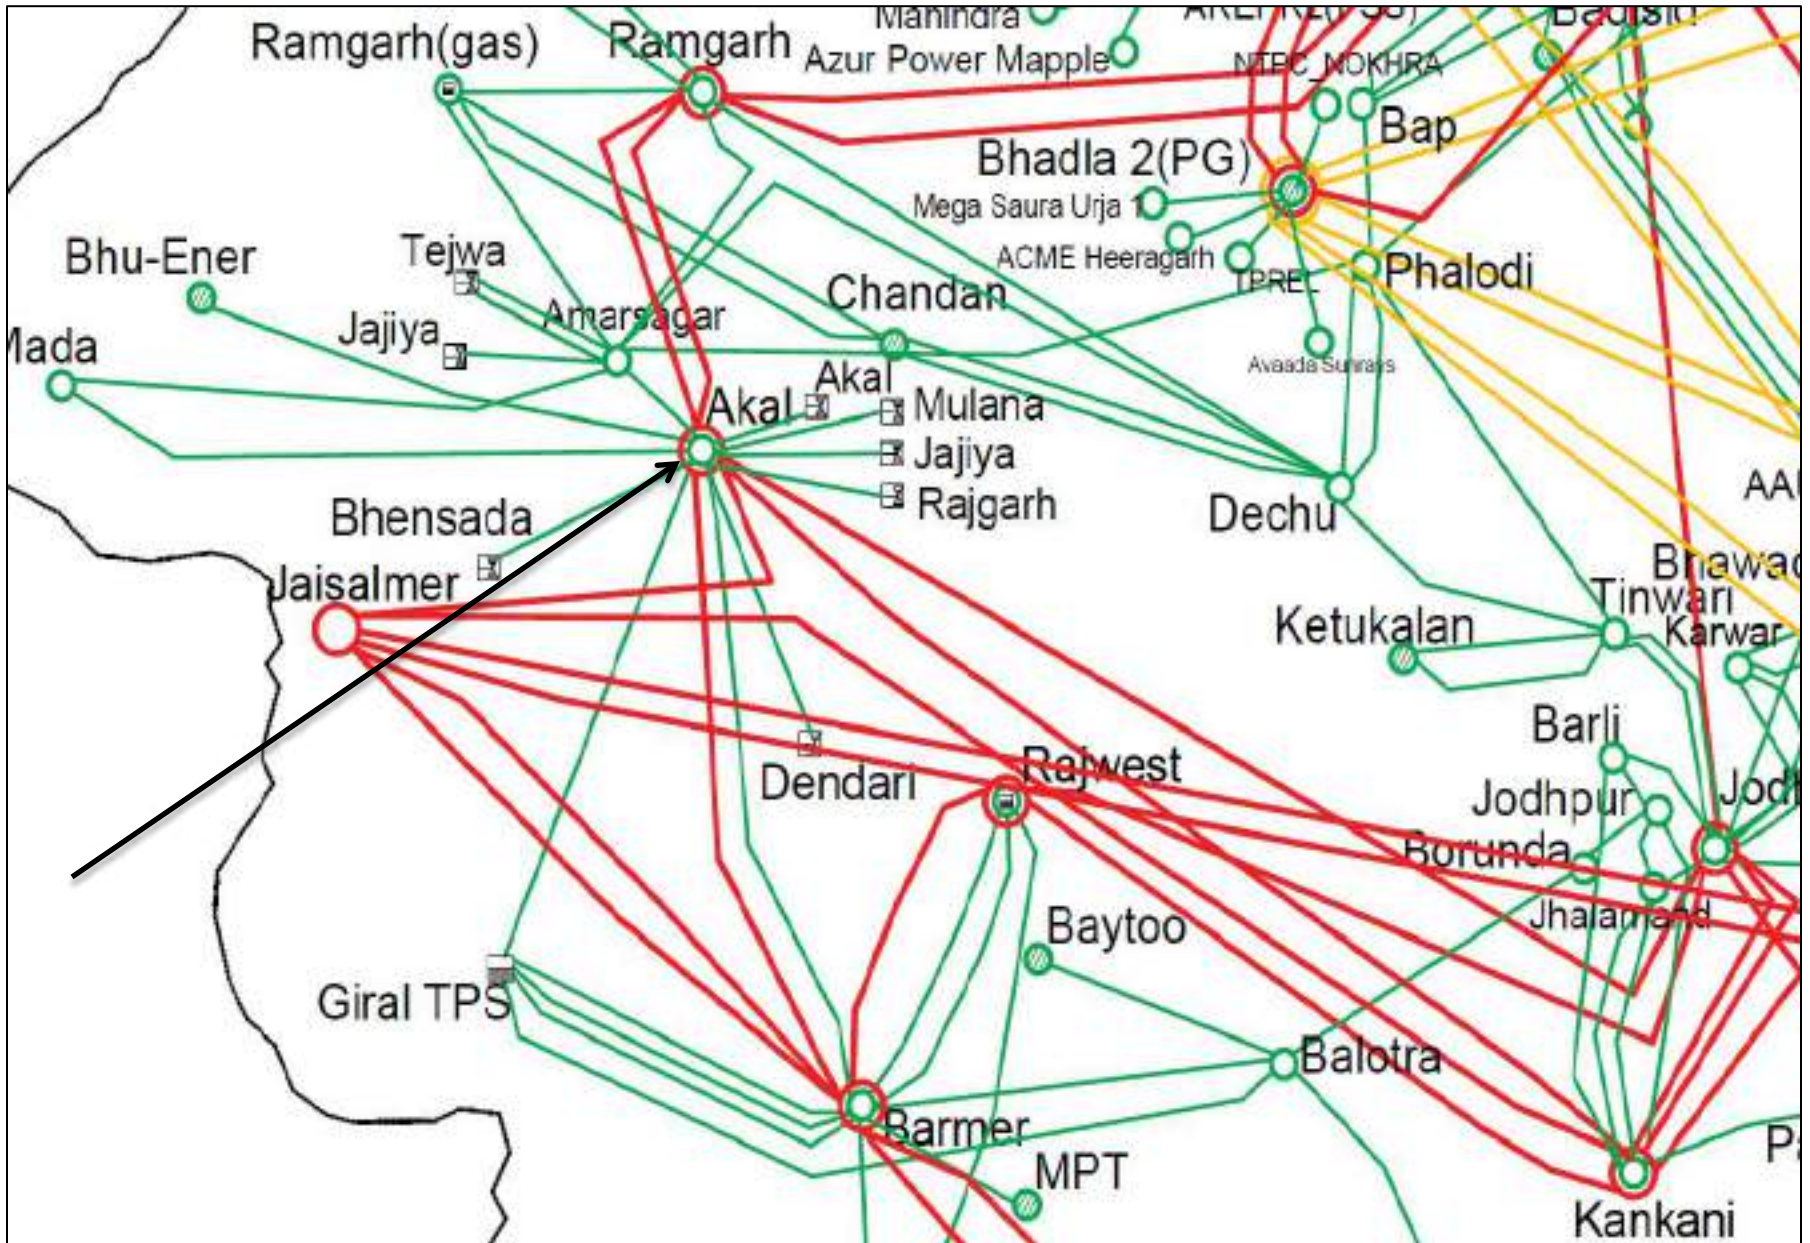 Mahindra
Ramgarh(gas)
Ramgarh
Azur Power Mapple
NTPC_NOKHRA
Bap
Bhadla 2(PG)
Mega Saura Urja 1
Bhu-Ener
Tejwa
ACME Heeragarh
TPREL
Phalodi
Chandan
Amarsagar
Jajiya
Avaada Sunrays
Akal
Akal
Mulana
Jajiya
Rajgarh
Bhensada
Dechu
Jaisalmer
Tinwari
Ketukalan
Karwar
Barli
Rajwest
Dendari
Jodhpur
Borunda
Jhalamand
Baytoo
Giral TPS
Balotra
Barmer
MPT
Kankani